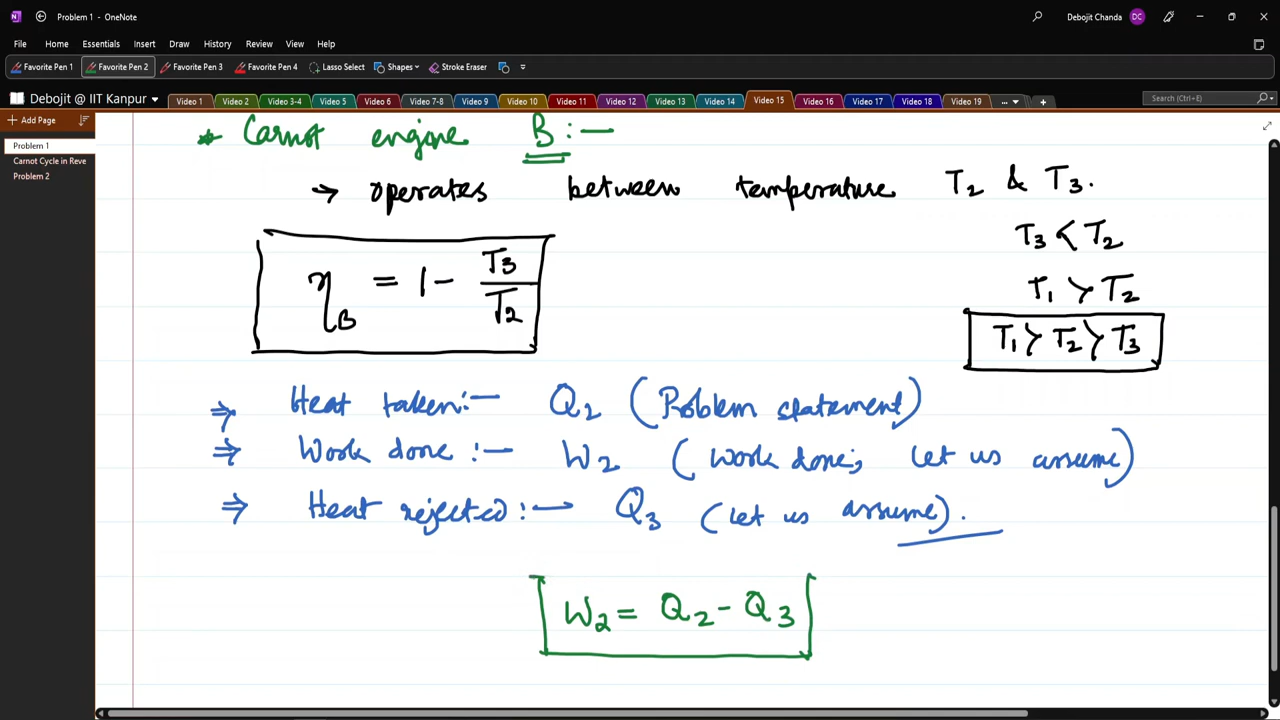 Problem 1 - OneNote
Debojit Chanda DC
File Home Essentials Insert Draw History Review View Help
Favorite Pen 1 Favorite Pen 2 Favorite Pen 3 Favorite Pen 4 Lasso Select Shapes Stroke Eraser
Debojit @ IIT Kanpur Video 1 Video 2 Video 3-4 Video 5 Video 6 Video 7-8 Video 9 Video 10 Video 11 Video 12 Video 13 Video 14 Video 15 Video 16 Video 17 Video 18 Video 19 ... + Search (Ctrl+E)
+ Add Page
Problem 1
Carnot Cycle in Reve
Problem 2
* Carnot engine B:—
→ operates between temperature T₂ & T₃.
T₃ < T₂
T₁ > T₂
T₁ > T₂ > T₃
η_B = 1 - T₃/T₂
⇒ Heat taken:— Q₂ (Problem statement)
⇒ Work done :— W₂ (work done; let us assume)
⇒ Heat rejected:— Q₃ (let us assume).
W₂ = Q₂ - Q₃